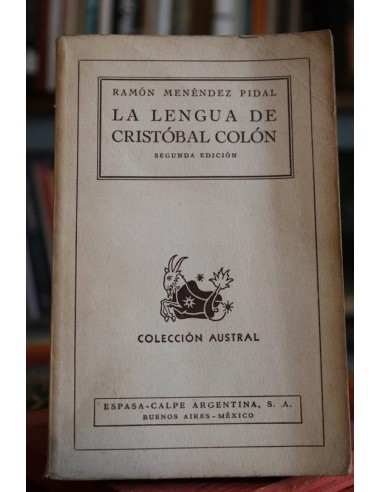 RAMÓN MENÉNDEZ PIDAL
LA LENGUA DE
CRISTÓBAL COLÓN
SEGUNDA EDICIÓN
COLECCIÓN AUSTRAL
ESPASA-CALPE ARGENTINA, S. A.
BUENOS AIRES-MÉXICO